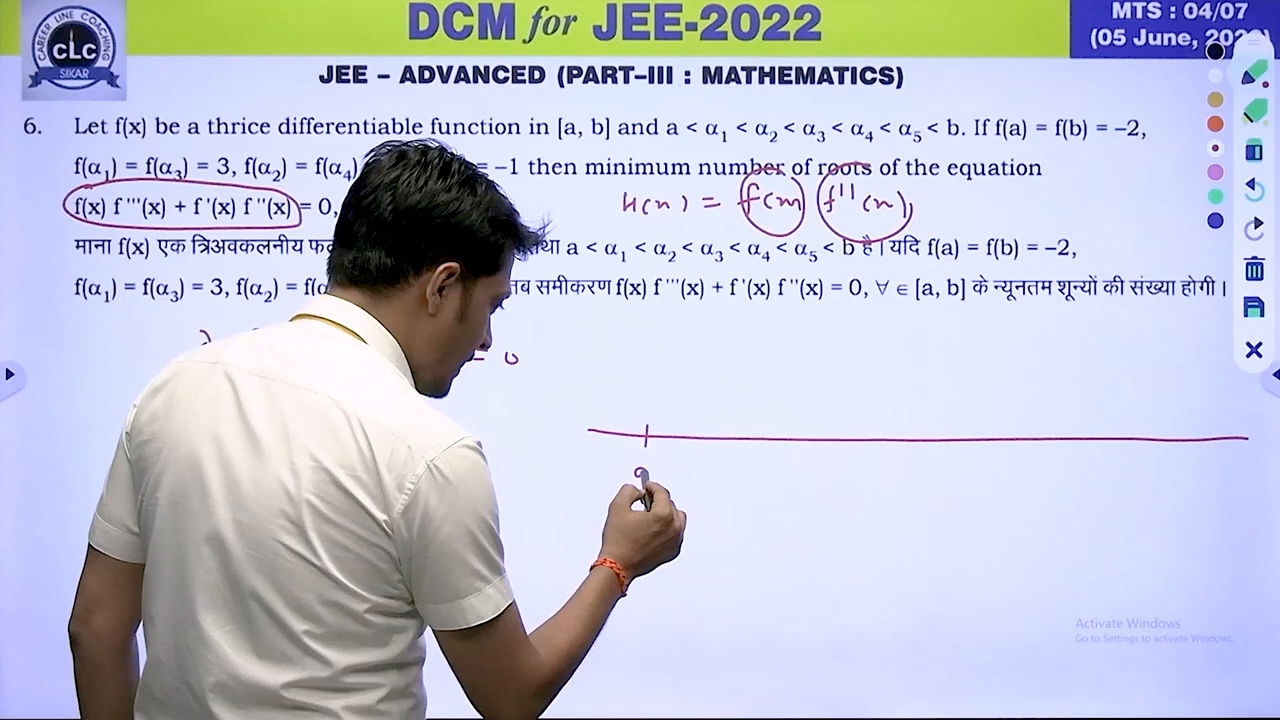 DCM for JEE-2022
MTS : 04/07
(05 June, 202
CAREER LINE COACHING
CLC
SIKAR
JEE – ADVANCED (PART–III : MATHEMATICS)
6. Let f(x) be a thrice differentiable function in [a, b] and a < α₁ < α₂ < α₃ < α₄ < α₅ < b. If f(a) = f(b) = –2,
f(α₁) = f(α₃) = 3, f(α₂) = f(α₄) = –1 then minimum number of roots of the equation
f(x) f '''(x) + f '(x) f ''(x) = 0,
H(x) = f(x) f''(x),
माना f(x) एक त्रिअवकलनीय तथा a < α₁ < α₂ < α₃ < α₄ < α₅ < b है। यदि f(a) = f(b) = –2,
f(α₁) = f(α₃) = 3, f(α₂) = तब समीकरण f(x) f '''(x) + f '(x) f ''(x) = 0, ∀ ∈ [a, b] के न्यूनतम शून्यों की संख्या होगी।
= 0
Activate Windows
Go to Settings to activate Windows.